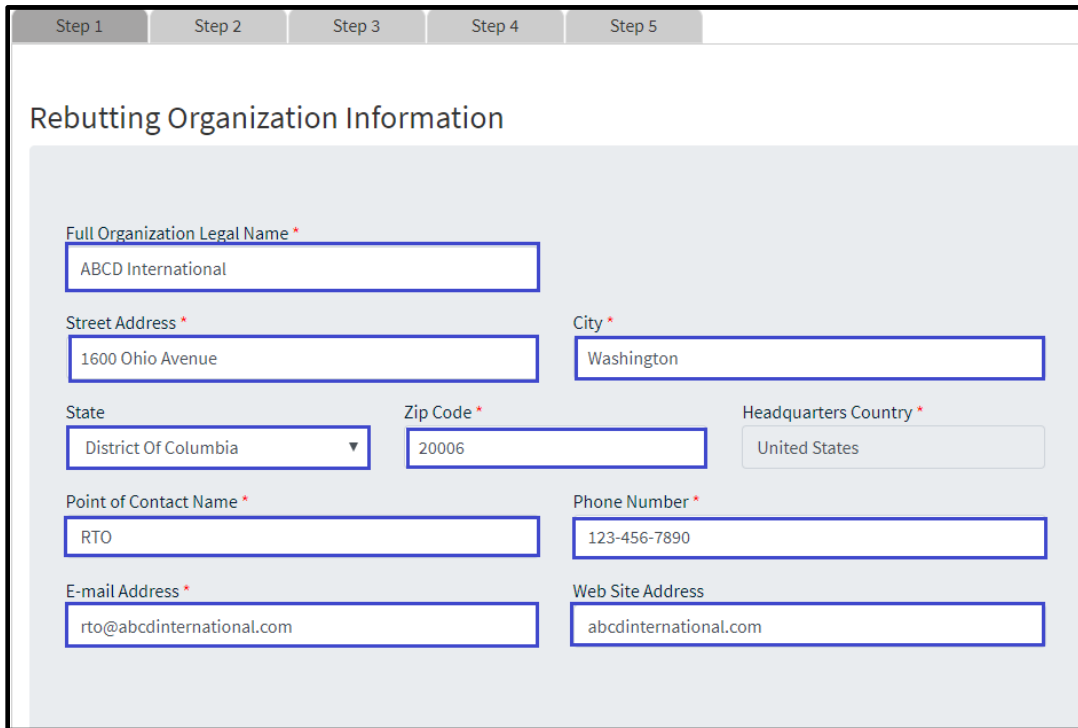 Step 1 Step 2 Step 3 Step 4 Step 5
Rebutting Organization Information
Full Organization Legal Name *
ABCD International
Street Address * City *
1600 Ohio Avenue Washington
State Zip Code * Headquarters Country *
District Of Columbia 20006 United States
Point of Contact Name * Phone Number *
RTO 123-456-7890
E-mail Address * Web Site Address
rto@abcdinternational.com abcdinternational.com